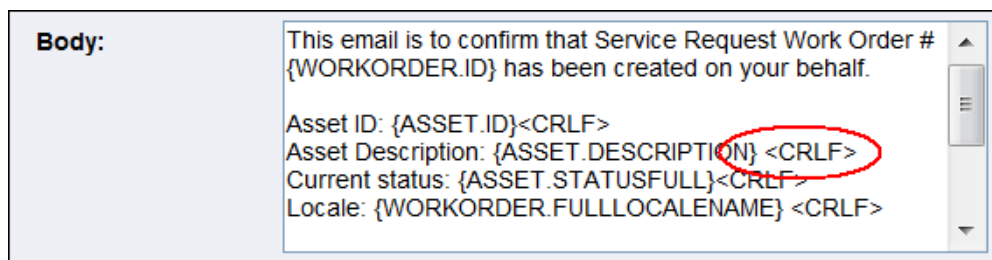 Body:
This email is to confirm that Service Request Work Order #
{WORKORDER.ID} has been created on your behalf.
Asset ID: {ASSET.ID}<CRLF>
Asset Description: {ASSET.DESCRIPTION} <CRLF>
Current status: {ASSET.STATUSFULL}<CRLF>
Locale: {WORKORDER.FULLLOCALENAME} <CRLF>